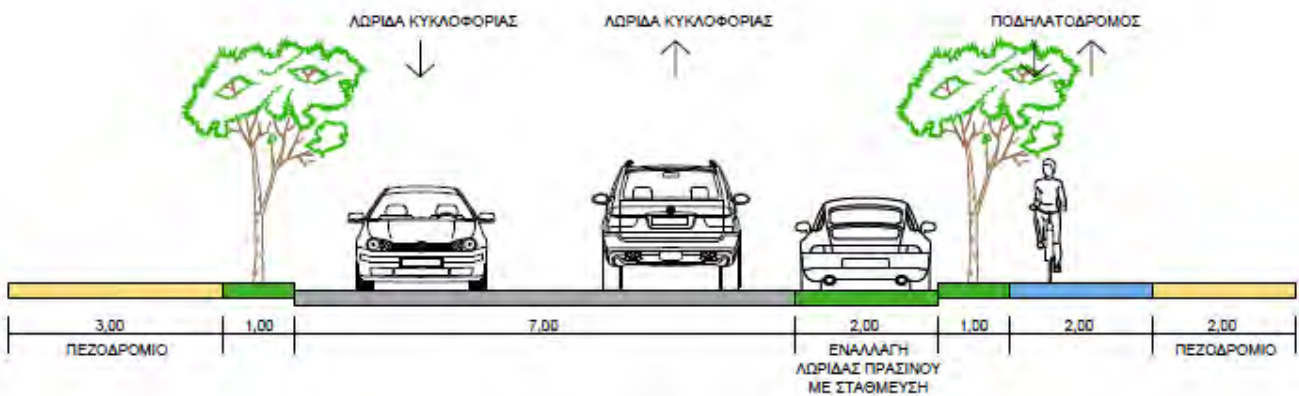 ΛΩΡΙΔΑ ΚΥΚΛΟΦΟΡΙΑΣ ΛΩΡΙΔΑ ΚΥΚΛΟΦΟΡΙΑΣ ΠΟΔΗΛΑΤΟΔΡΟΜΟΣ
3,00 1,00 7,00 2,00 1,00 2,00 2,00
ΠΕΖΟΔΡΟΜΙΟ ΕΝΑΛΛΑΓΗ ΠΕΖΟΔΡΟΜΙΟ
ΛΩΡΙΔΑΣ ΠΡΑΣΙΝΟΥ
ΜΕ ΣΤΑΘΜΕΥΣΗ